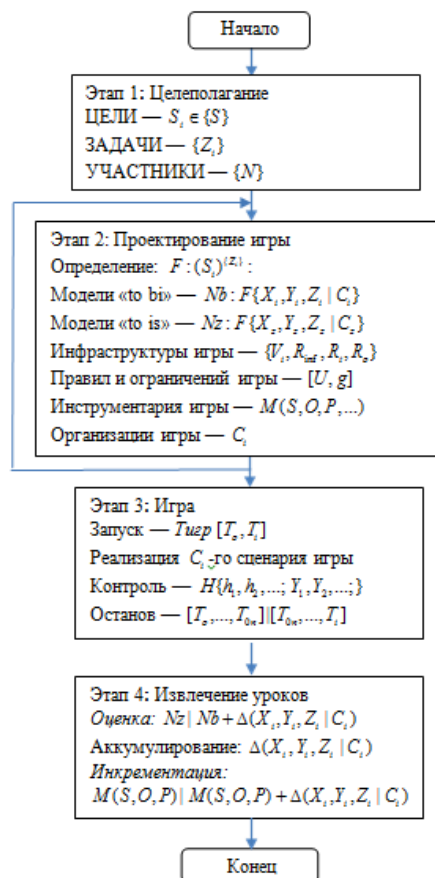 Начало
Этап 1: Целеполагание
ЦЕЛИ — S_i ∈ {S}
ЗАДАЧИ — {Z_i}
УЧАСТНИКИ — {N}
Этап 2: Проектирование игры
Определение: F : (S_i)^{Z_i} :
Модели «to bi» — Nb : F{X_i, Y_i, Z_i | C_i}
Модели «to is» — Nz : F{X_z, Y_z, Z_z | C_z}
Инфраструктуры игры — {V_i, R_inf, R_i, R_o}
Правил и ограничений игры — [U, g]
Инструментария игры — M(S, O, P, ...)
Организации игры — C_i
Этап 3: Игра
Запуск — Тигр [T_o, T_i]
Реализация C_i-го сценария игры
Контроль — H{h_1, h_2, ...; Y_1, Y_2, ...;}
Останов — [T_o, ..., T_0n] | [T_0n, ..., T_i]
Этап 4: Извлечение уроков
Оценка: Nz | Nb + Δ(X_i, Y_i, Z_i | C_i)
Аккумулирование: Δ(X_i, Y_i, Z_i | C_i)
Инкрементация:
M(S, O, P) | M(S, O, P) + Δ(X_i, Y_i, Z_i | C_i)
Конец